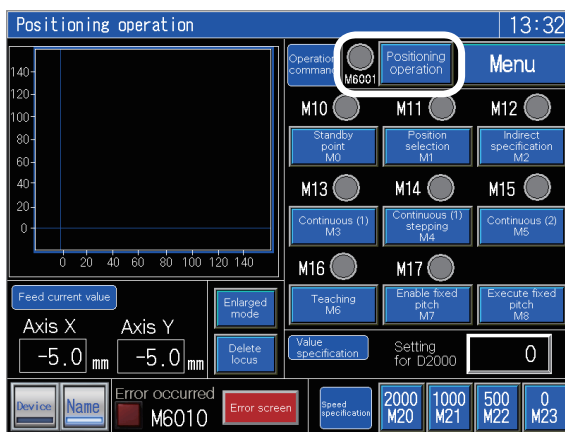 Positioning operation
13:32
Operation
command
M6001
Positioning
operation
Menu
140
120
100
80
60
40
20
0
0 20 40 60 80 100 120 140
M10
M11
M12
Standby
point
M0
Position
selection
M1
Indirect
specification
M2
M13
M14
M15
Continuous (1)
M3
Continuous (1)
stepping
M4
Continuous (2)
M5
M16
M17
Teaching
M6
Enable fixed
pitch
M7
Execute fixed
pitch
M8
Feed current value
Axis X
Axis Y
-5.0 mm
-5.0 mm
Enlarged
mode
Delete
locus
Value
specification
Setting
for D2000
0
Device
Name
Error occurred
M6010
Error screen
Speed
specification
2000
M20
1000
M21
500
M22
0
M23